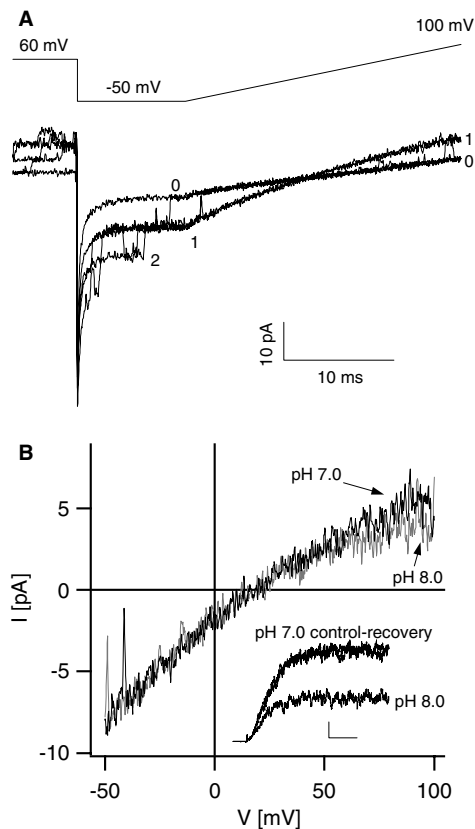 A
60 mV
100 mV
-50 mV
0
1
0
1
2
10 pA
10 ms
B
5
0
-5
-10
I [pA]
pH 7.0
pH 8.0
pH 7.0 control-recovery
pH 8.0
-50
0
50
100
V [mV]